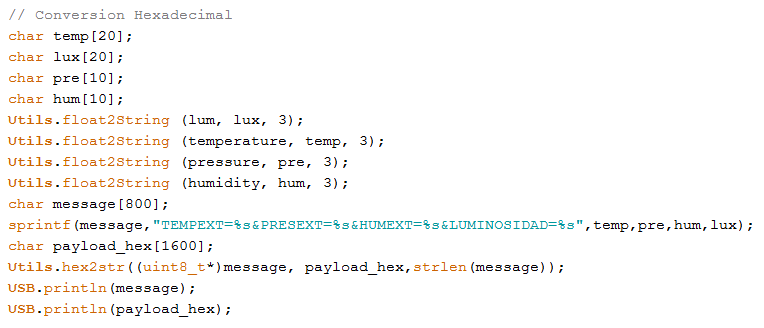 // Conversion Hexadecimal
char temp[20];
char lux[20];
char pre[10];
char hum[10];
Utils.float2String (lum, lux, 3);
Utils.float2String (temperature, temp, 3);
Utils.float2String (pressure, pre, 3);
Utils.float2String (humidity, hum, 3);
char message[800];
sprintf(message,"TEMPEXT=%s&PRESEXT=%s&HUMEXT=%s&LUMINOSIDAD=%s",temp,pre,hum,lux);
char payload_hex[1600];
Utils.hex2str((uint8_t*)message, payload_hex,strlen(message));
USB.println(message);
USB.println(payload_hex);